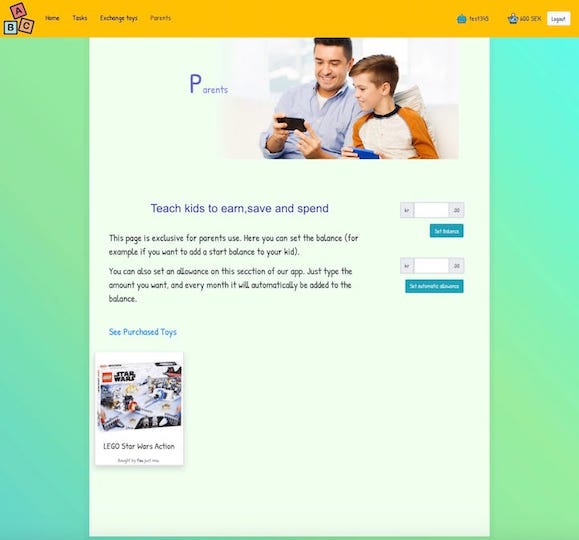 A
B C
Home Tasks Exchange toys Parents
test345 600 SEK Logout
Parents
Teach kids to earn,save and spend
This page is exclusive for parents use. Here you can set the balance (for
example if you want to add a start balance to your kid).
You can also set an allowance on this secction of our app. Just type the
amount you want, and every month it will automatically be added to the
balance.
kr .00
Set Balance
kr .00
Set automatic allowance
See Purchased Toys
LEGO
STAR
WARS
LEGO Star Wars Action
Bought by You just now